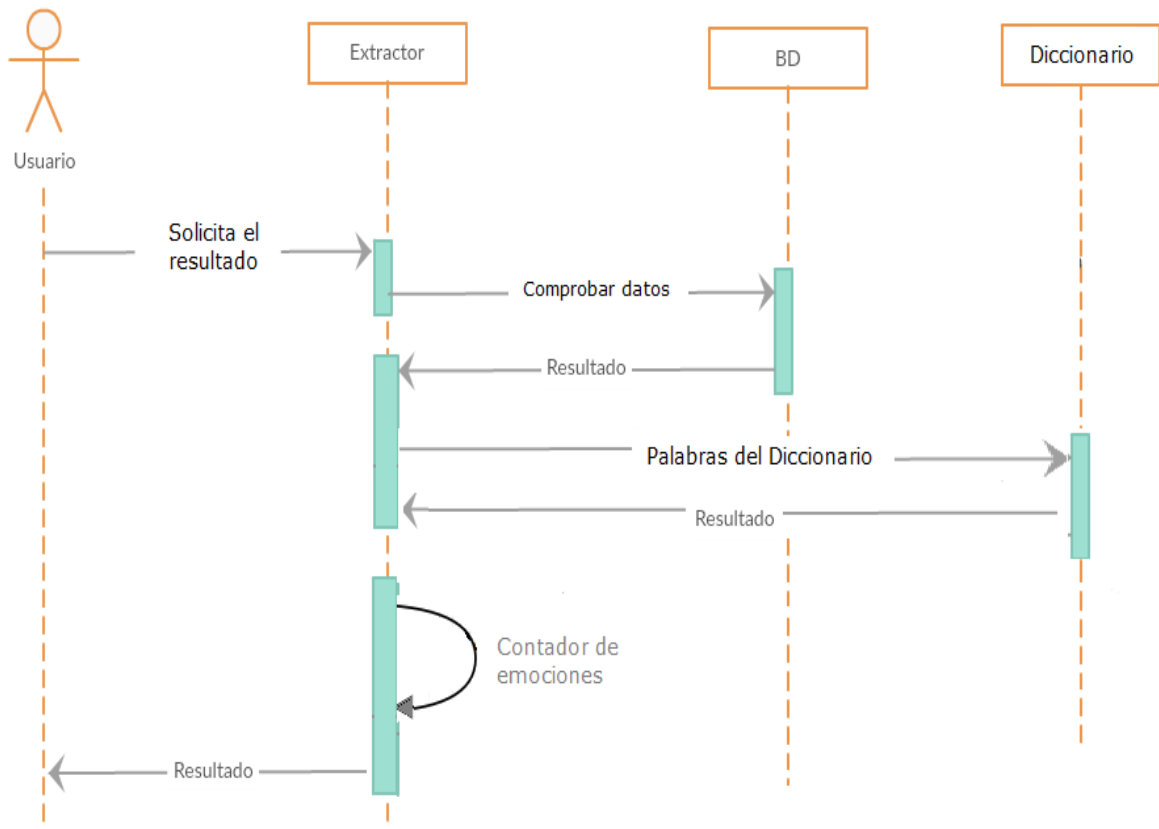 Extractor
BD
Diccionario
Usuario
Solicita el
resultado
Comprobar datos
Resultado
Palabras del Diccionario
Resultado
Contador de
emociones
Resultado